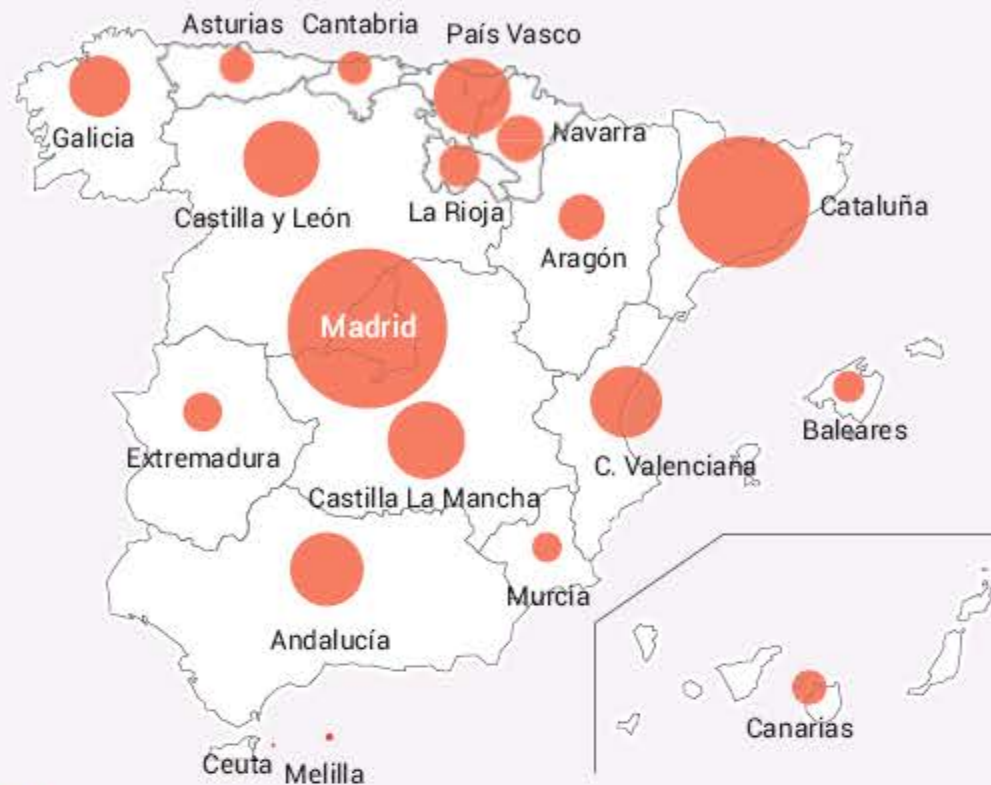 Asturias
Cantabria
País Vasco
Galicia
Navarra
Castilla y León
La Rioja
Cataluña
Aragón
Madrid
Baleares
Extremadura
C. Valenciana
Castilla La Mancha
Murcia
Andalucía
Canarias
Ceuta
Melilla